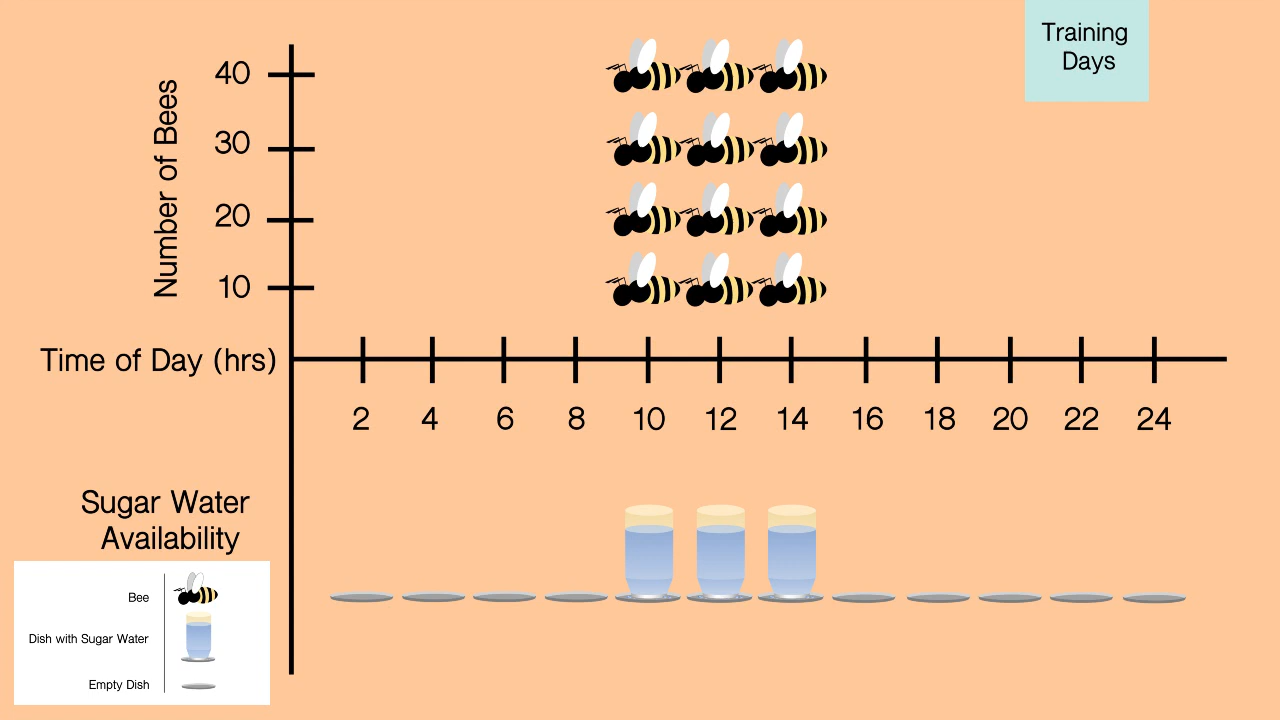 Training
Days
Number of Bees
40
30
20
10
Time of Day (hrs)
2 4 6 8 10 12 14 16 18 20 22 24
Sugar Water
Availability
Bee
Dish with Sugar Water
Empty Dish